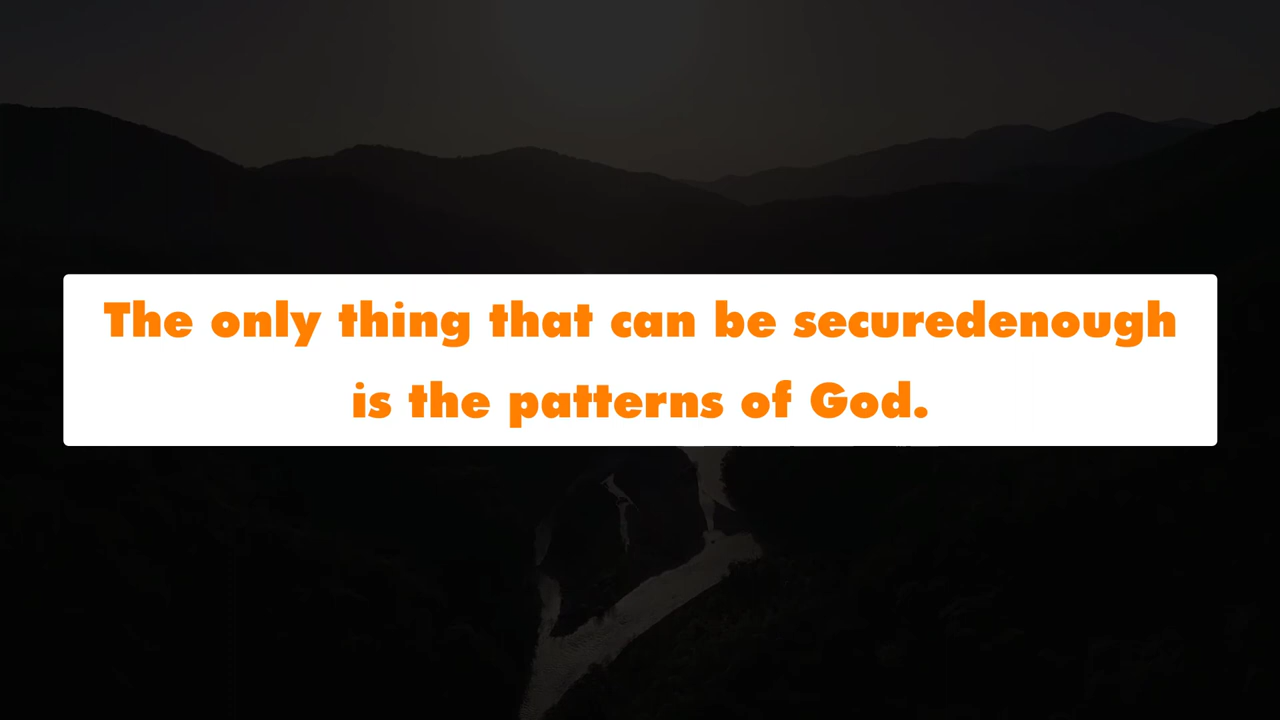 The only thing that can be securedenough
is the patterns of God.